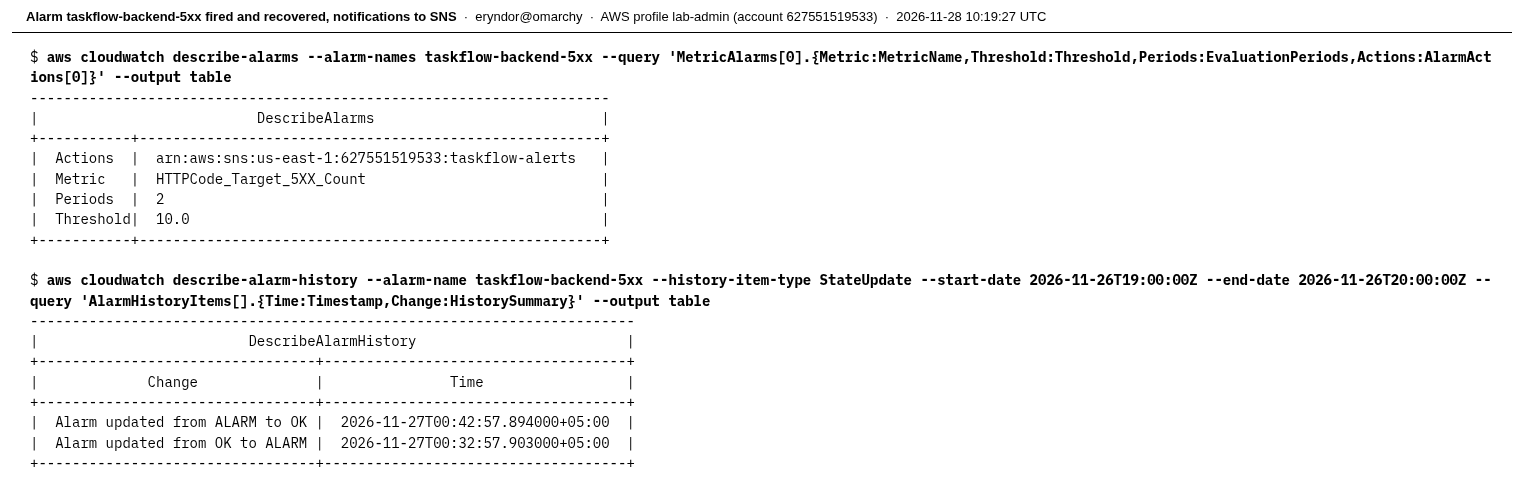 Alarm taskflow-backend-5xx fired and recovered, notifications to SNS · eryndor@omarchy · AWS profile lab-admin (account 627551519533) · 2026-11-28 10:19:27 UTC
$ aws cloudwatch describe-alarms --alarm-names taskflow-backend-5xx --query 'MetricAlarms[0].{Metric:MetricName,Threshold:Threshold,Periods:EvaluationPeriods,Actions:AlarmAct
ions[0]}' --output table
---------------------------------------------------------------------
|                          DescribeAlarms                           |
+-----------+-------------------------------------------------------+
|  Actions  |  arn:aws:sns:us-east-1:627551519533:taskflow-alerts   |
|  Metric   |  HTTPCode_Target_5XX_Count                            |
|  Periods  |  2                                                    |
|  Threshold|  10.0                                                 |
+-----------+-------------------------------------------------------+
$ aws cloudwatch describe-alarm-history --alarm-name taskflow-backend-5xx --history-item-type StateUpdate --start-date 2026-11-26T19:00:00Z --end-date 2026-11-26T20:00:00Z --
query 'AlarmHistoryItems[].{Time:Timestamp,Change:HistorySummary}' --output table
------------------------------------------------------------------------
|                         DescribeAlarmHistory                         |
+---------------------------------+------------------------------------+
|             Change              |               Time                 |
+---------------------------------+------------------------------------+
|  Alarm updated from ALARM to OK |  2026-11-27T00:42:57.894000+05:00  |
|  Alarm updated from OK to ALARM |  2026-11-27T00:32:57.903000+05:00  |
+---------------------------------+------------------------------------+